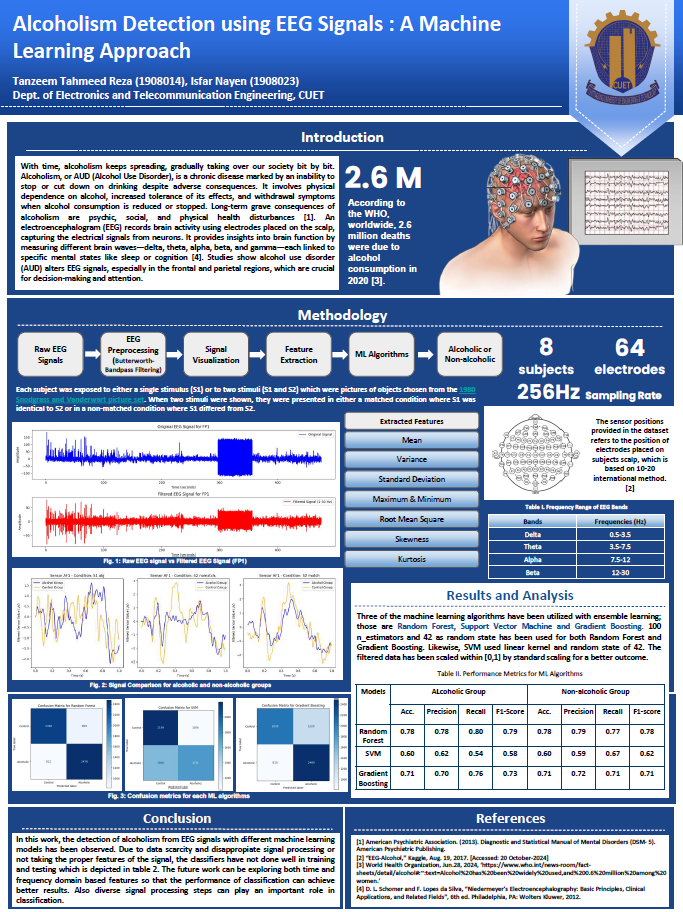 Alcoholism Detection using EEG Signals : A Machine
Learning Approach
Tanzeem Tahmeed Reza (1908014), Isfar Nayen (1908023)
Dept. of Electronics and Telecommunication Engineering, CUET
CUET
Introduction
With time, alcoholism keeps spreading, gradually taking over our society bit by bit.
Alcoholism, or AUD (Alcohol Use Disorder), is a chronic disease marked by an inability to
stop or cut down on drinking despite adverse consequences. It involves physical
dependence on alcohol, increased tolerance of its effects, and withdrawal symptoms
when alcohol consumption is reduced or stopped. Long-term grave consequences of
alcoholism are psychic, social, and physical health disturbances [1]. An
electroencephalogram (EEG) records brain activity using electrodes placed on the scalp,
capturing the electrical signals from neurons. It provides insights into brain function by
measuring different brain waves—delta, theta, alpha, beta, and gamma—each linked to
specific mental states like sleep or cognition [4]. Studies show alcohol use disorder
(AUD) alters EEG signals, especially in the frontal and parietal regions, which are crucial
for decision-making and attention.
2.6 M
According to
the WHO,
worldwide, 2.6
million deaths
were due to
alcohol
consumption in
2020 [3].
Methodology
Raw EEG
Signals
EEG
Preprocessing
(Butterworth-
Bandpass Filtering)
Signal
Visualization
Feature
Extraction
ML Algorithms
Alcoholic or
Non-alcoholic
8
subjects
64
electrodes
256Hz Sampling Rate
Each subject was exposed to either a single stimulus (S1) or to two stimuli (S1 and S2) which were pictures of objects chosen from the 1980
Snodgrass and Vanderwart picture set. When two stimuli were shown, they were presented in either a matched condition where S1 was
identical to S2 or in a non-matched condition where S1 differed from S2.
Original EEG Signal for FP1
Original Signal
Amplitude
Time (seconds)
Filtered EEG Signal for FP1
Amplitude
Time (seconds)
Fig. 1: Raw EEG signal vs Filtered EEG Signal (FP1)
Extracted Features
Mean
Variance
Standard Deviation
Maximum & Minimum
Root Mean Square
Skewness
Kurtosis
The sensor positions
provided in the dataset
refers to the position of
electrodes placed on
subjects scalp, which is
based on 10-20
international method.
[2]
Table I. Frequency Range of EEG Bands
Bands Frequencies (Hz)
Delta 0.5-3.5
Theta 3.5-7.5
Alpha 7.5-12
Beta 12-30
Sensor AF1 - Condition: S1 obj
Sensor AF1 - Condition: S2 nomatch,
Sensor AF1 - Condition: S2 match
Alcohol Group
Control Group
Fig. 2: Signal Comparison for alcoholic and non-alcoholic groups
Results and Analysis
Three of the machine learning algorithms have been utilized with ensemble learning;
those are Random Forest, Support Vector Machine and Gradient Boosting. 100
n_estimators and 42 as random state has been used for both Random Forest and
Gradient Boosting. Likewise, SVM used linear kernel and random state of 42. The
filtered data has been scaled within [0,1] by standard scaling for a better outcome.
Table II. Performance Metrics for ML Algorithms
Models ALcoholic Group Non-alcoholic Group
Acc. Precision Recall F1-Score Acc. Precision Recall F1-score
Random Forest 0.78 0.78 0.80 0.79 0.78 0.79 0.77 0.78
SVM 0.60 0.62 0.54 0.58 0.60 0.59 0.67 0.62
Gradient Boosting 0.71 0.70 0.76 0.73 0.71 0.72 0.71 0.71
Confusion Matrix for Random Forest
Confusion Matrix for SVM
Confusion Matrix for Gradient Boosting
Fig. 3: Confusion metrics for each ML algorithms
Conclusion
In this work, the detection of alcoholism from EEG signals with different machine learning
models has been observed. Due to data scarcity and disappropiate signal processing or
not taking the proper features of the signal, the classifiers have not done well in training
and testing which is depicted in table 2. The future work can be exploring both time and
frequency domain based features so that the performance of classification can achieve
better results. Also diverse signal processing steps can play an important role in
classification.
References
[1] American Psychiatric Association. (2013). Diagnostic and Statistical Manual of Mental Disorders (DSM- 5).
American Psychiatric Publishing.
[2] "EEG-Alcohol," Kaggle, Aug. 19, 2017. [Accessed: 20 October-2024]
[3] World Health Organization, Jun.28, 2024, 'https://www.who.int/news-room/fact-
sheets/detail/alcohol#:~:text=Alcohol%20has%20been%20widely%20used,and%200.6%20million%20among%20
women.'
[4] D. L. Schomer and F. Lopes da Silva, "Niedermeyer's Electroencephalography: Basic Principles, Clinical
Applications, and Related Fields", 6th ed. Philadelphia, PA: Wolters Kluwer, 2012.